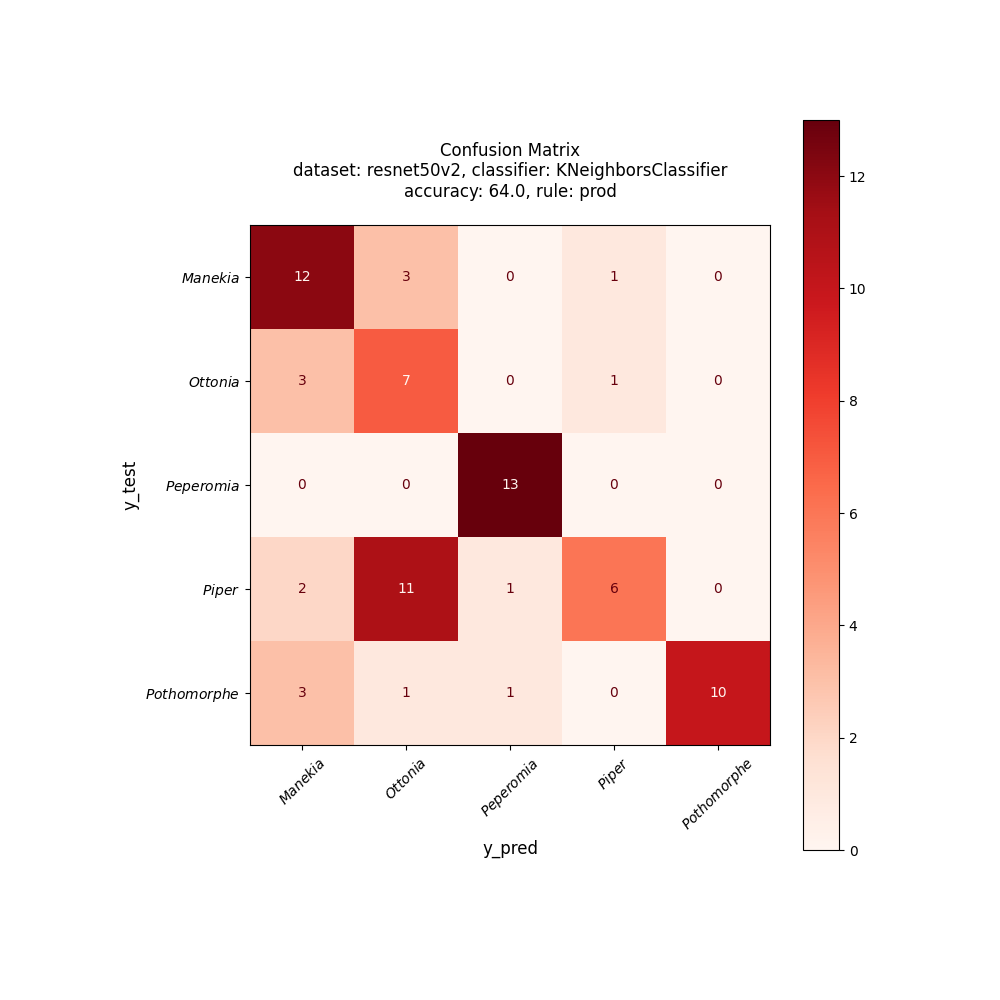 Confusion Matrix
dataset: resnet50v2, classifier: KNeighborsClassifier
accuracy: 64.0, rule: prod
Manekia 12 3 0 1 0
Ottonia 3 7 0 1 0
Peperomia 0 0 13 0 0
Piper 2 11 1 6 0
Pothomorphe 3 1 1 0 10
Manekia Ottonia Peperomia Piper Pothomorphe
y_test
y_pred
12
10
8
6
4
2
0